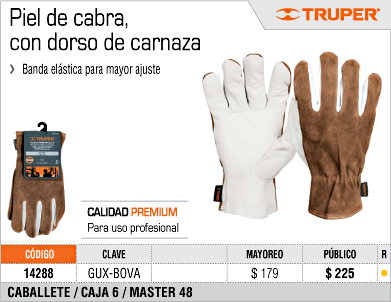 Piel de cabra,
con dorso de carnaza
TRUPER
❯ Banda elástica para mayor ajuste
TRUPER
CALIDAD PREMIUM
Para uso profesional
CÓDIGO CLAVE MAYOREO PÚBLICO R
14288 GUX-BOVA $ 179 $ 225
CABALLETE / CAJA 6 / MASTER 48